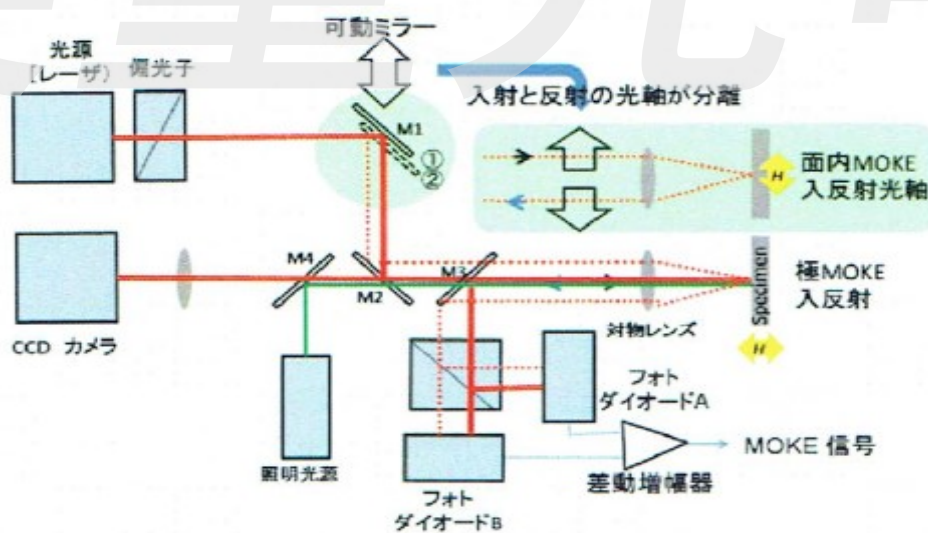 可動ミラー
光源
(レーザ)
偏光子
入射と反射の光軸が分離
M1
①
②
面内MOKE
入反射光軸
H
M4
M2
M3
極MOKE
入反射
Specimen
H
対物レンズ
CCD カメラ
フォト
ダイオードA
照明光源
フォト
ダイオードB
差動増幅器
MOKE 信号